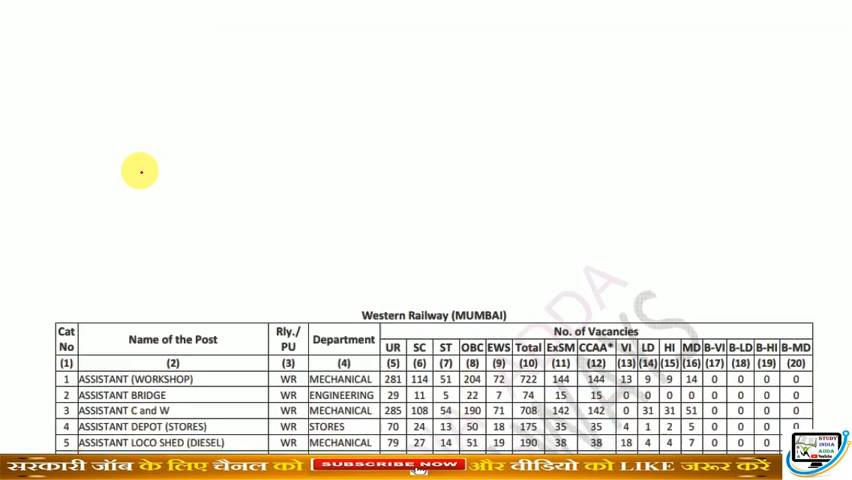 Western Railway (MUMBAI)
Cat No Name of the Post Rly./ PU Department No. of Vacancies
UR SC ST OBC EWS Total ExSM CCAA* VI LD HI MD B-VI B-LD B-HI B-MD
(1) (2) (3) (4) (5) (6) (7) (8) (9) (10) (11) (12) (13) (14) (15) (16) (17) (18) (19) (20)
1 ASSISTANT (WORKSHOP) WR MECHANICAL 281 114 51 204 72 722 144 144 13 9 9 14 0 0 0 0
2 ASSISTANT BRIDGE WR ENGINEERING 29 11 5 22 7 74 15 15 0 0 0 0 0 0 0 0
3 ASSISTANT C and W WR MECHANICAL 285 108 54 190 71 708 142 142 0 31 31 51 0 0 0 0
4 ASSISTANT DEPOT (STORES) WR STORES 70 24 13 50 18 175 35 35 4 1 2 5 0 0 0 0
5 ASSISTANT LOCO SHED (DIESEL) WR MECHANICAL 79 27 14 51 19 190 38 38 18 4 4 7 0 0 0 0
सरकारी जॉब के लिए चैनल को SUBSCRIBE NOW और वीडियो को LIKE जरूर करें
STUDY
INDIA
ADDA
YouTube